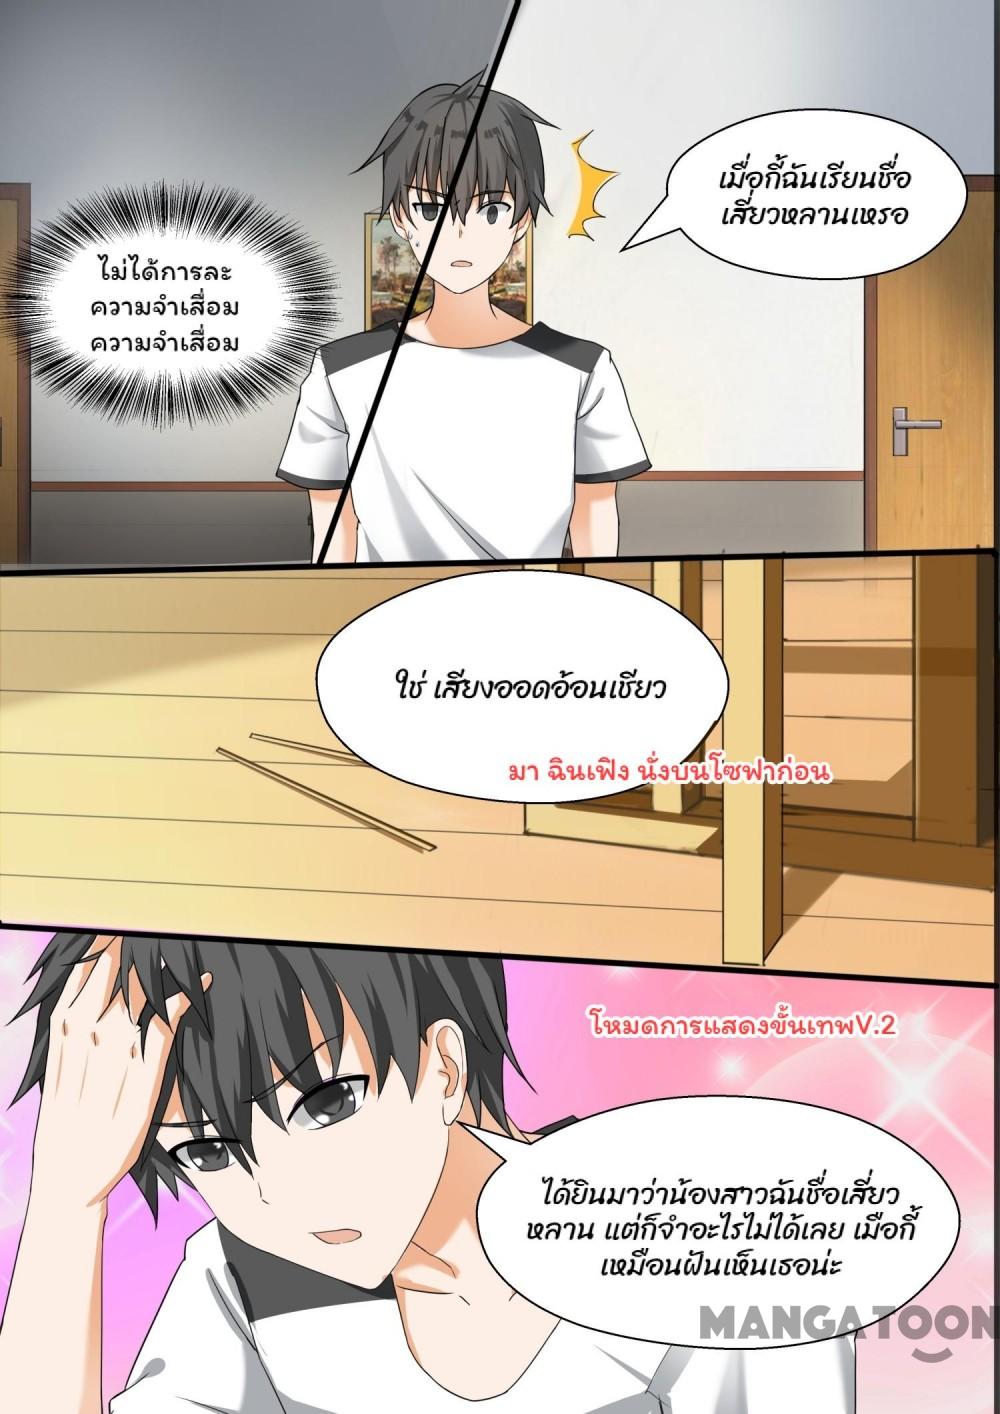 เมื่อกี้ฉันเรียนชื่อ
เสี่ยวหลานเหรอ
ไม่ได้การละ
ความจำเสื่อม
ความจำเสื่อม
ใช่ เสียงออดอ้อนเชียว
มา ฉินเฟิง นั่งบนโซฟาก่อน
โหมดการแสดงขั้นเทพV.2
ได้ยินมาว่าน้องสาวฉันชื่อเสี่ยว
หลาน แต่ก็จำอะไรไม่ได้เลย เมื่อกี้
เหมือนฝันเห็นเธอน่ะ
MANGATOON